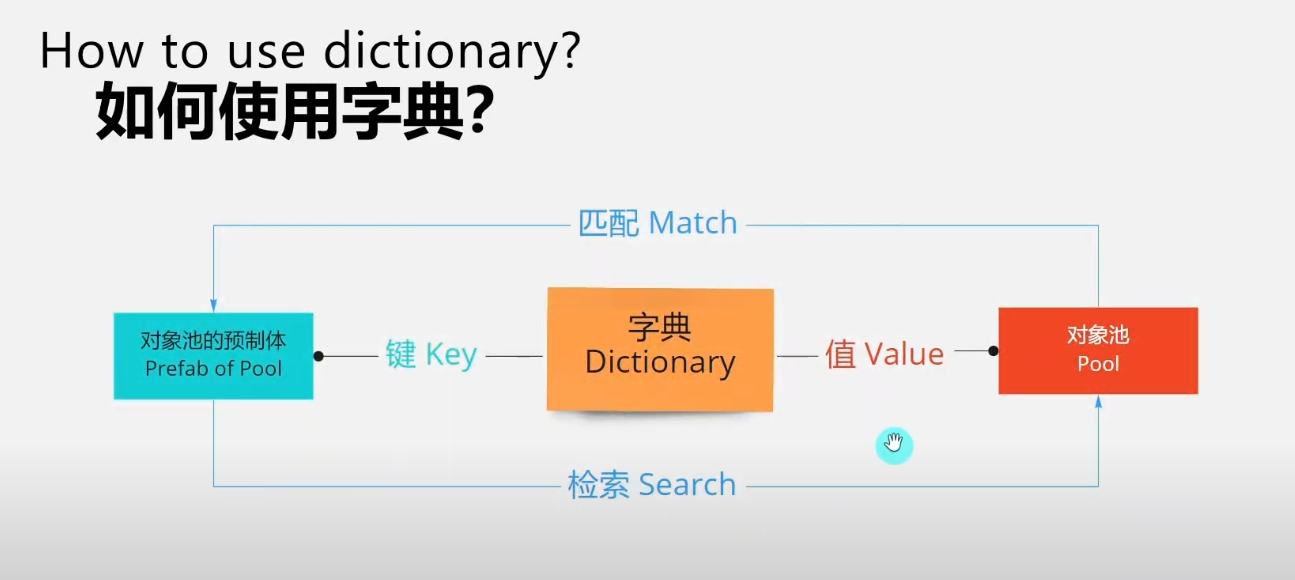 How to use dictionary?
如何使用字典?
匹配 Match
对象池的预制体
Prefab of Pool
键 Key
字典
Dictionary
值 Value
对象池
Pool
检索 Search